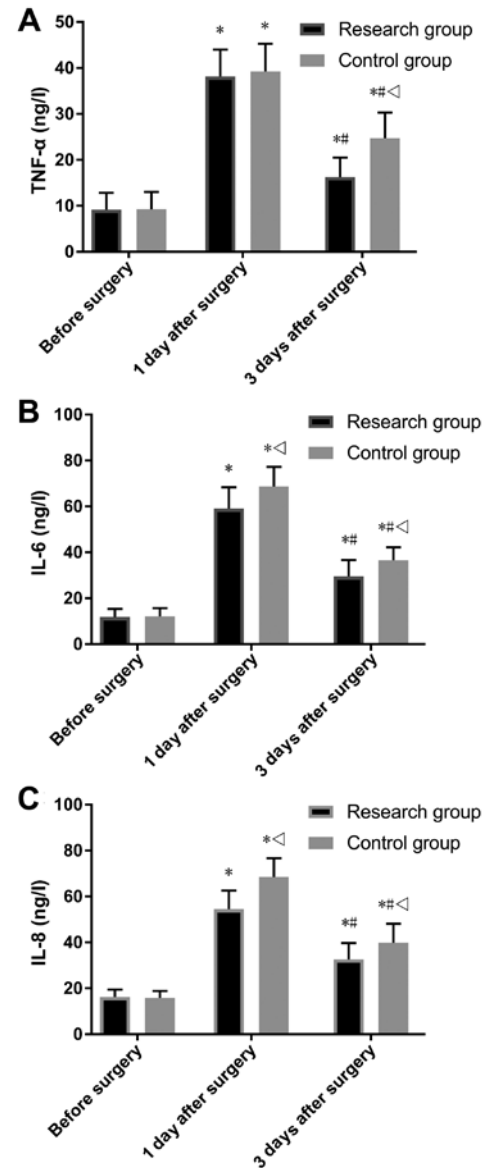 A
50
Research group
Control group
40
30
20
10
0
TNF-α (ng/l)
*
*
*#
*#◁
Before surgery
1 day after surgery
3 days after surgery
B
100
Research group
Control group
80
60
40
20
0
IL-6 (ng/l)
*
*◁
*#
*#◁
Before surgery
1 day after surgery
3 days after surgery
C
100
Research group
Control group
80
60
40
20
0
IL-8 (ng/l)
*
*◁
*#
*#◁
Before surgery
1 day after surgery
3 days after surgery